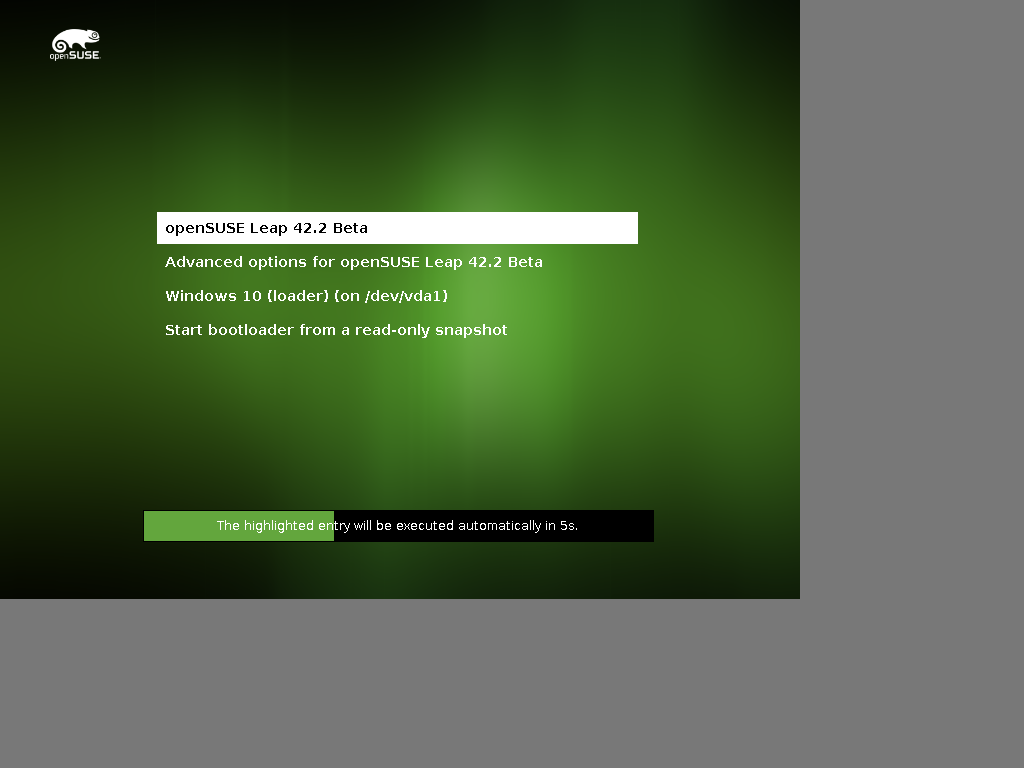 openSUSE
openSUSE Leap 42.2 Beta
Advanced options for openSUSE Leap 42.2 Beta
Windows 10 (loader) (on /dev/vda1)
Start bootloader from a read-only snapshot
The highlighted entry will be executed automatically in 5s.